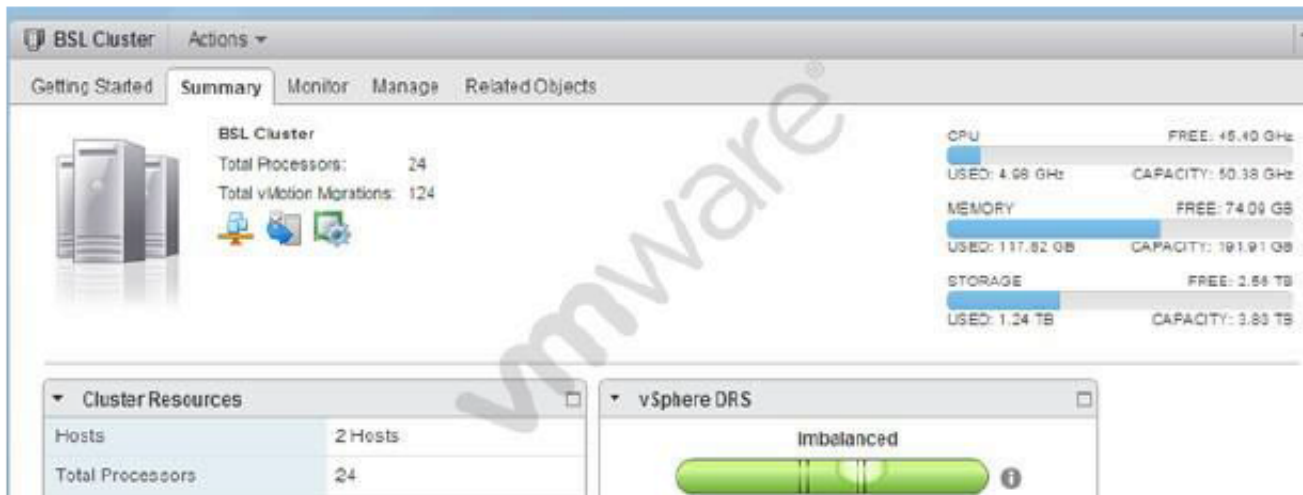 BSL Cluster Actions
Getting Started Summary Monitor Manage Related Objects
BSL Cluster
Total Processors: 24
Total vMotion Migrations: 124
CPU FREE: 45.40 GHz
USED: 4.98 GHz CAPACITY: 50.38 GHz
MEMORY FREE: 74.09 GB
USED: 117.82 GB CAPACITY: 191.91 GB
STORAGE FREE: 2.56 TB
USED: 1.24 TB CAPACITY: 3.80 TB
vmware®
Cluster Resources
Hosts 2 Hosts
Total Processors 24
vSphere DRS
Imbalanced